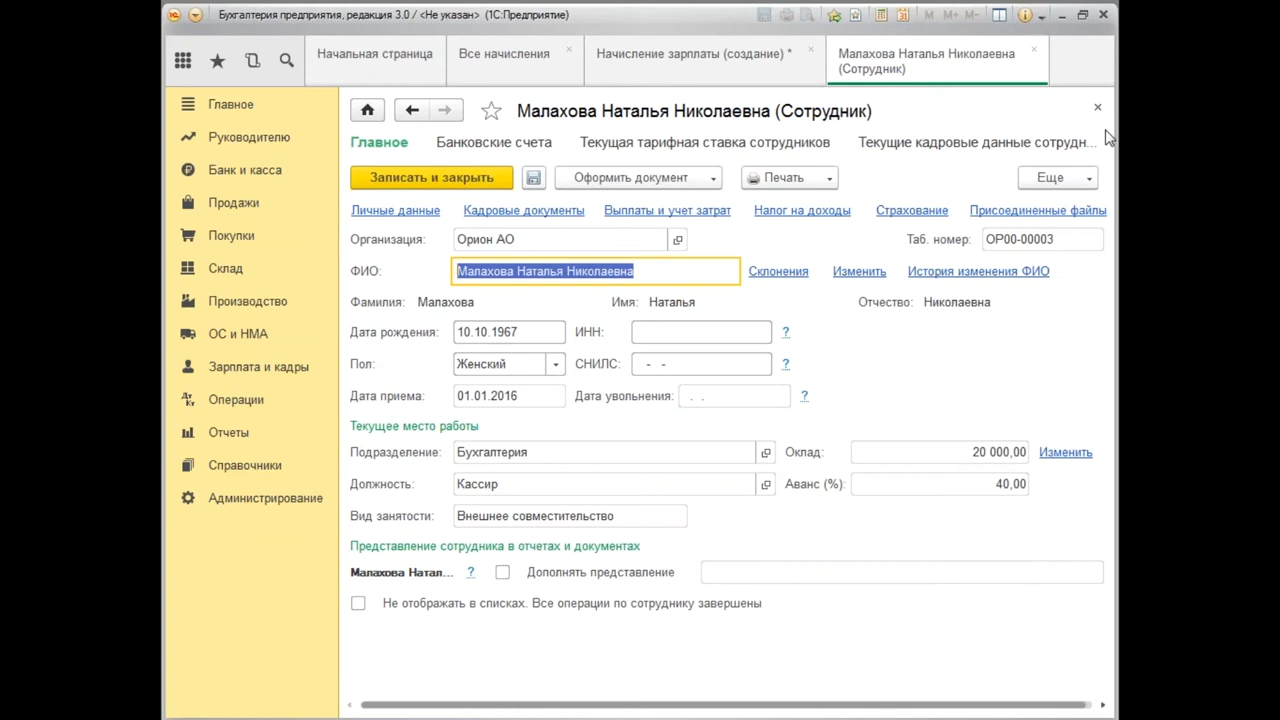 Бухгалтерия предприятия, редакция 3.0 / <Не указан> (1С:Предприятие)
M M+ M-
Начальная страница
Все начисления
Начисление зарплаты (создание) *
Малахова Наталья Николаевна
(Сотрудник)
Главное
Руководителю
Банк и касса
Продажи
Покупки
Склад
Производство
ОС и НМА
Зарплата и кадры
Операции
Отчеты
Справочники
Администрирование
Малахова Наталья Николаевна (Сотрудник)
Главное Банковские счета Текущая тарифная ставка сотрудников Текущие кадровые данные сотрудн...
Записать и закрыть Оформить документ Печать Еще
Личные данные Кадровые документы Выплаты и учет затрат Налог на доходы Страхование Присоединенные файлы
Организация: Орион АО Таб. номер: ОР00-00003
ФИО: Малахова Наталья Николаевна Склонения Изменить История изменения ФИО
Фамилия: Малахова Имя: Наталья Отчество: Николаевна
Дата рождения: 10.10.1967 ИНН: ?
Пол: Женский СНИЛС: - - ?
Дата приема: 01.01.2016 Дата увольнения: . . ?
Текущее место работы
Подразделение: Бухгалтерия Оклад: 20 000,00 Изменить
Должность: Кассир Аванс (%): 40,00
Вид занятости: Внешнее совместительство
Представление сотрудника в отчетах и документах
Малахова Натал... ? Дополнять представление
Не отображать в списках. Все операции по сотруднику завершены